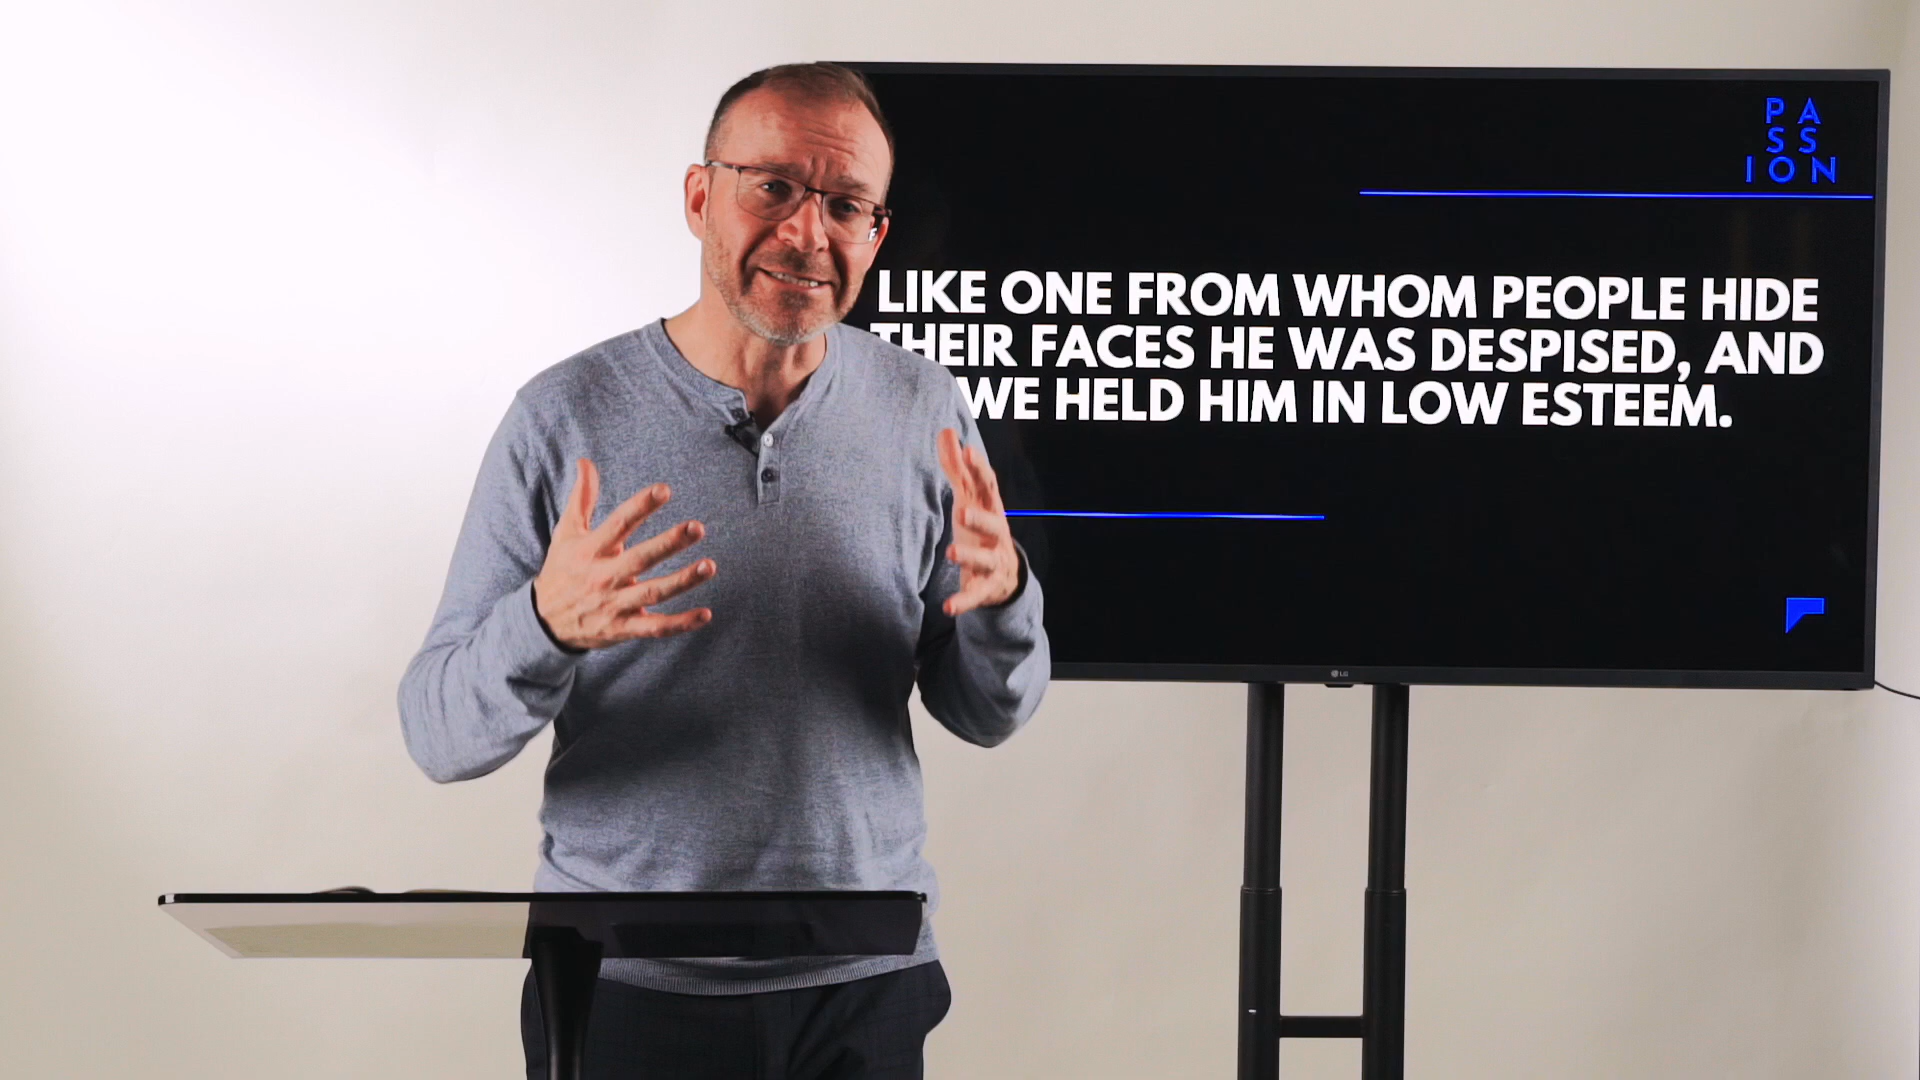 PA
SS
ION
LIKE ONE FROM WHOM PEOPLE HIDE
THEIR FACES HE WAS DESPISED, AND
WE HELD HIM IN LOW ESTEEM.
LG